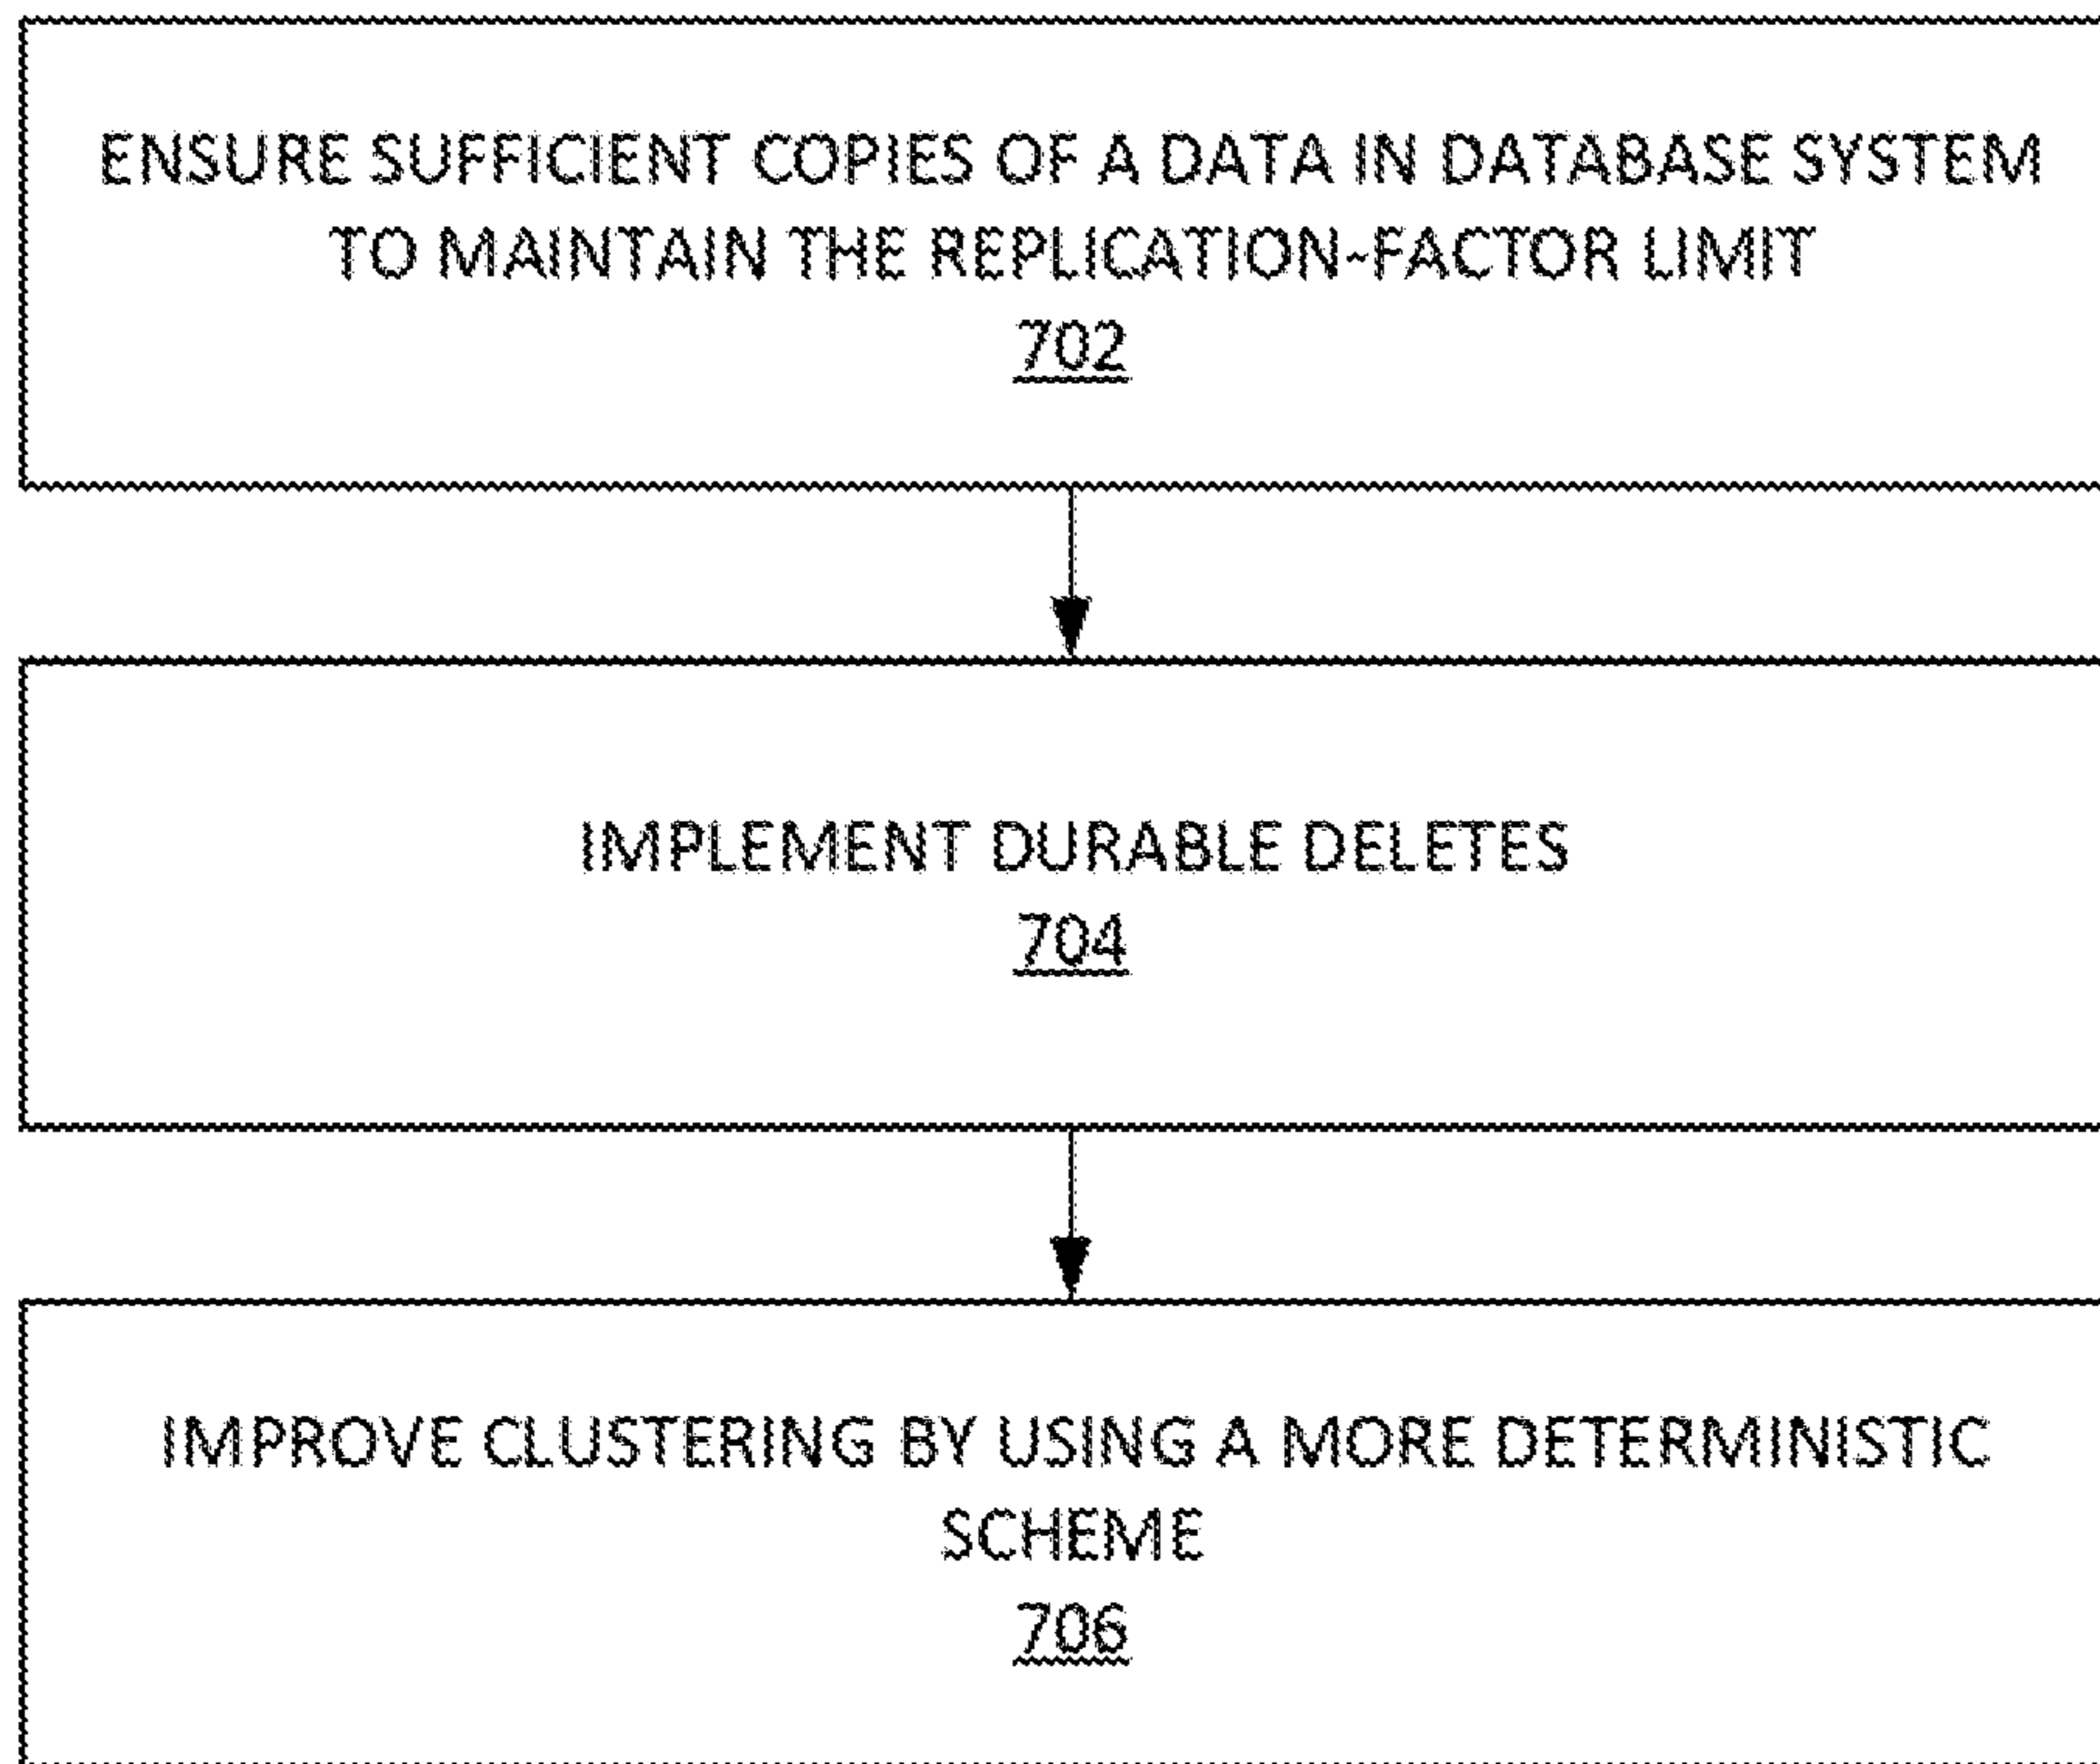 ENSURE SUFFICIENT COPIES OF A DATA IN DATABASE SYSTEM
TO MAINTAIN THE REPLICATION-FACTOR LIMIT
702
IMPLEMENT DURABLE DELETES
704
IMPROVE CLUSTERING BY USING A MORE DETERMINISTIC
SCHEME
706